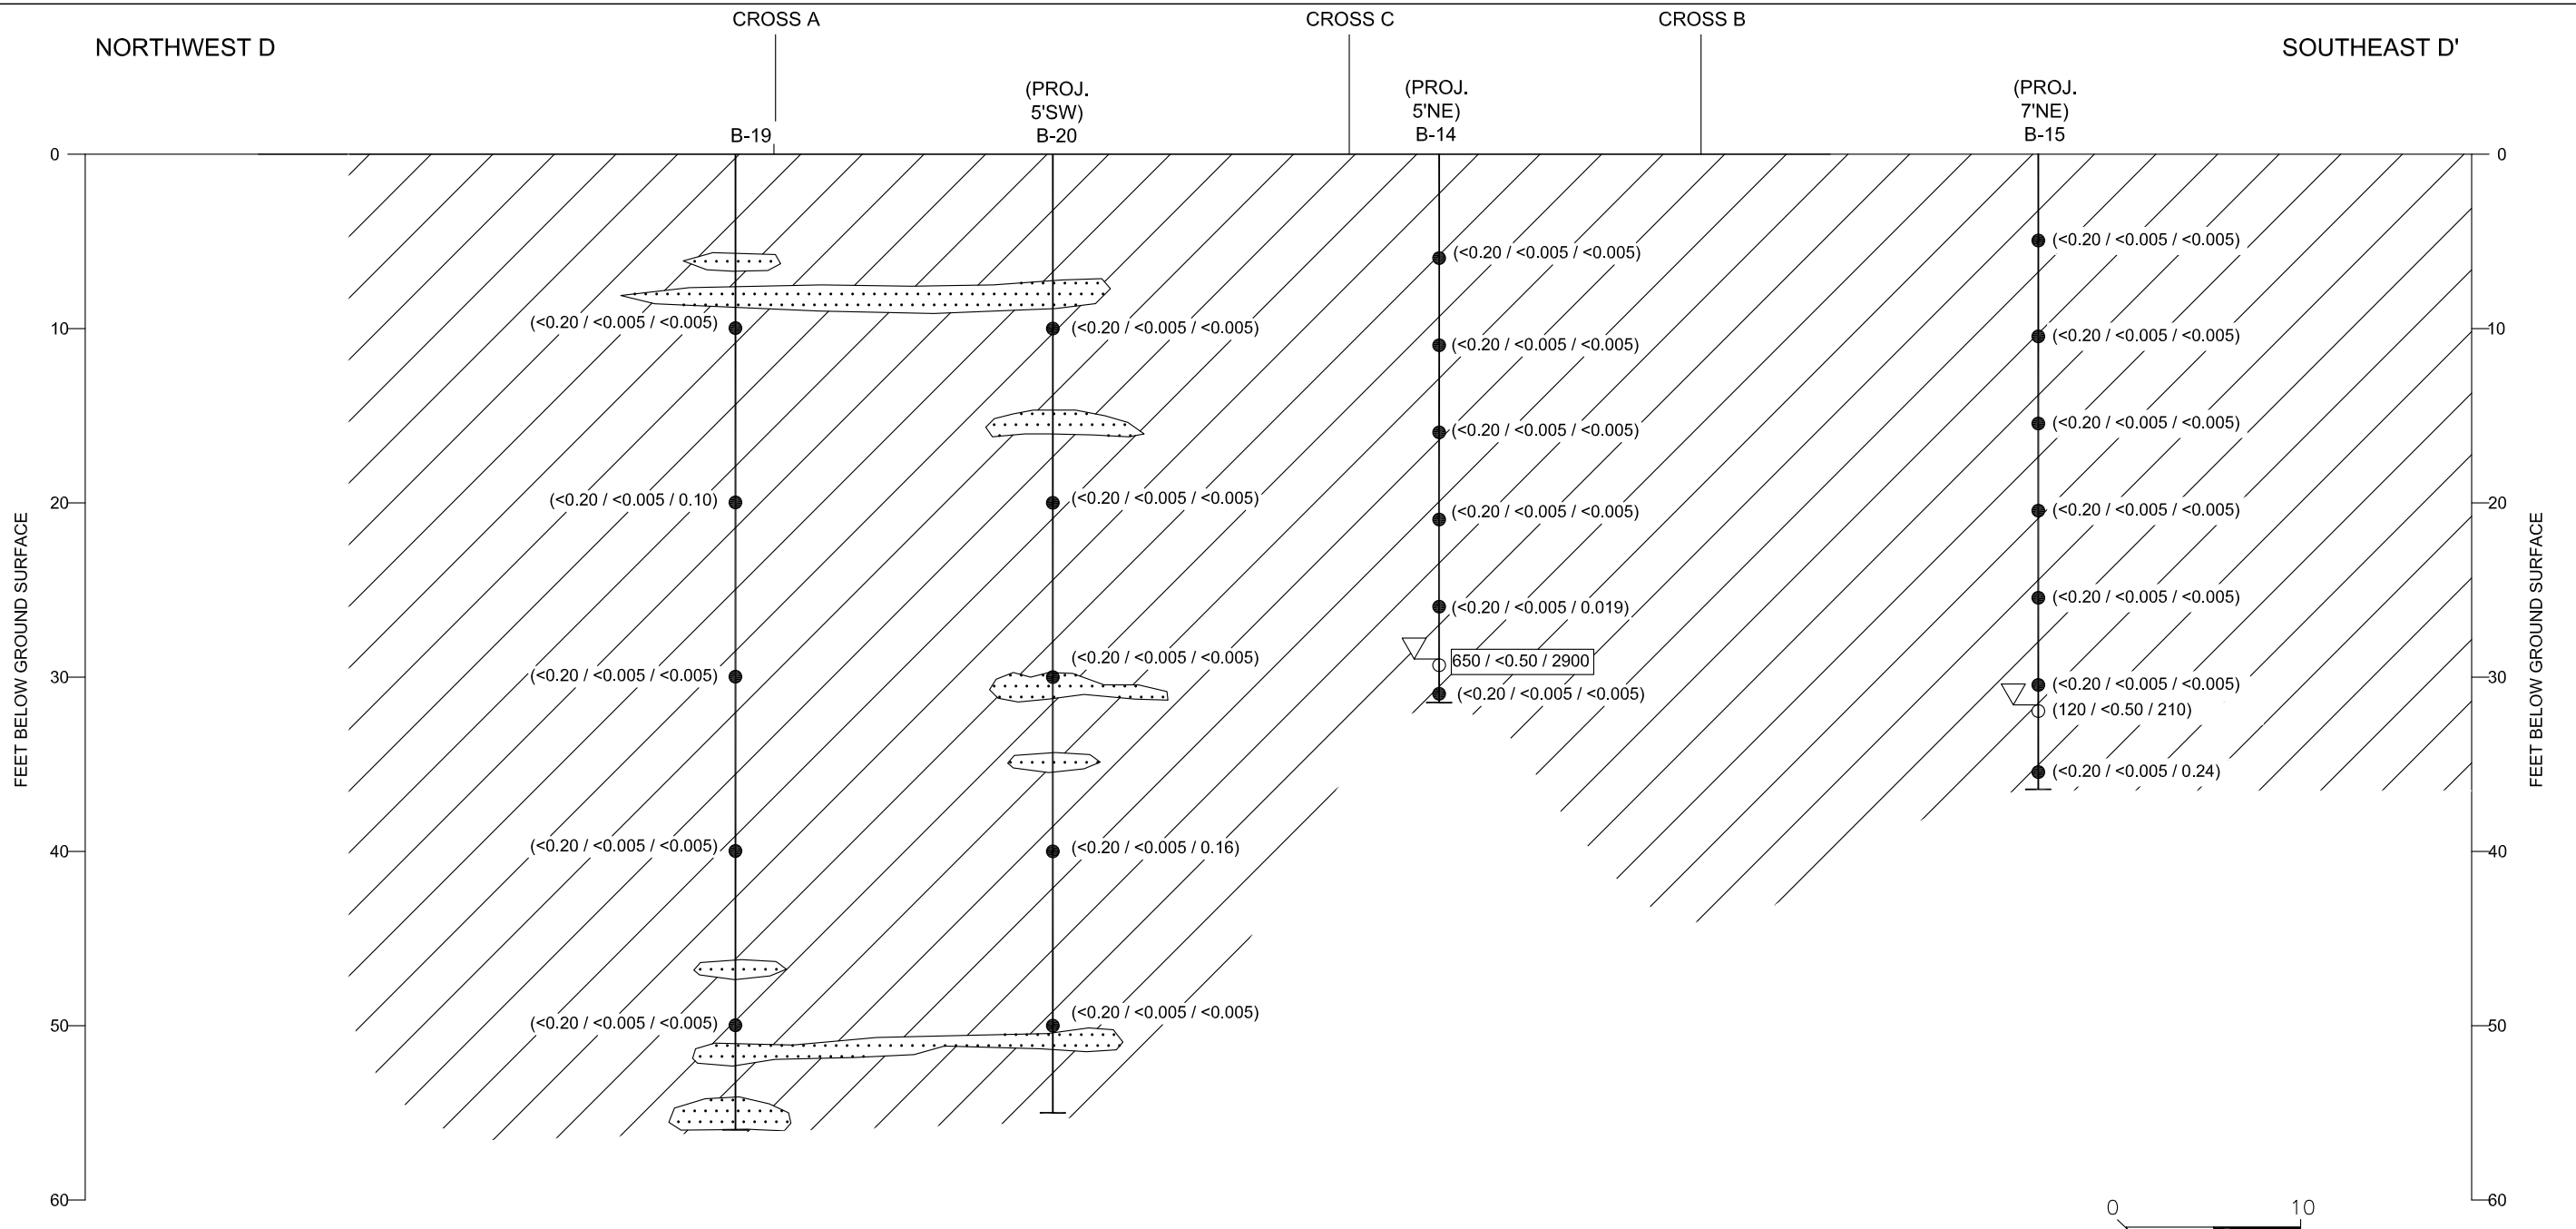 CROSS A
CROSS C
CROSS B
NORTHWEST D
SOUTHEAST D'
(PROJ.
5'SW)
B-20
(PROJ.
5'NE)
B-14
(PROJ.
7'NE)
B-15
B-19
0
0
(<0.20 / <0.005 / <0.005)
(<0.20 / <0.005 / <0.005)
10
(<0.20 / <0.005 / <0.005)
(<0.20 / <0.005 / <0.005)
(<0.20 / <0.005 / <0.005)
(<0.20 / <0.005 / <0.005)
10
(<0.20 / <0.005 / <0.005)
(<0.20 / <0.005 / <0.005)
20
(<0.20 / <0.005 / 0.10)
(<0.20 / <0.005 / <0.005)
(<0.20 / <0.005 / <0.005)
(<0.20 / <0.005 / <0.005)
20
FEET BELOW GROUND SURFACE
FEET BELOW GROUND SURFACE
(<0.20 / <0.005 / 0.019)
(<0.20 / <0.005 / <0.005)
30
(<0.20 / <0.005 / <0.005)
(<0.20 / <0.005 / <0.005)
650 / <0.50 / 2900
(<0.20 / <0.005 / <0.005)
(<0.20 / <0.005 / <0.005)
30
(120 / <0.50 / 210)
(<0.20 / <0.005 / 0.24)
40
(<0.20 / <0.005 / <0.005)
(<0.20 / <0.005 / 0.16)
40
50
(<0.20 / <0.005 / <0.005)
(<0.20 / <0.005 / <0.005)
50
60
0
10
60